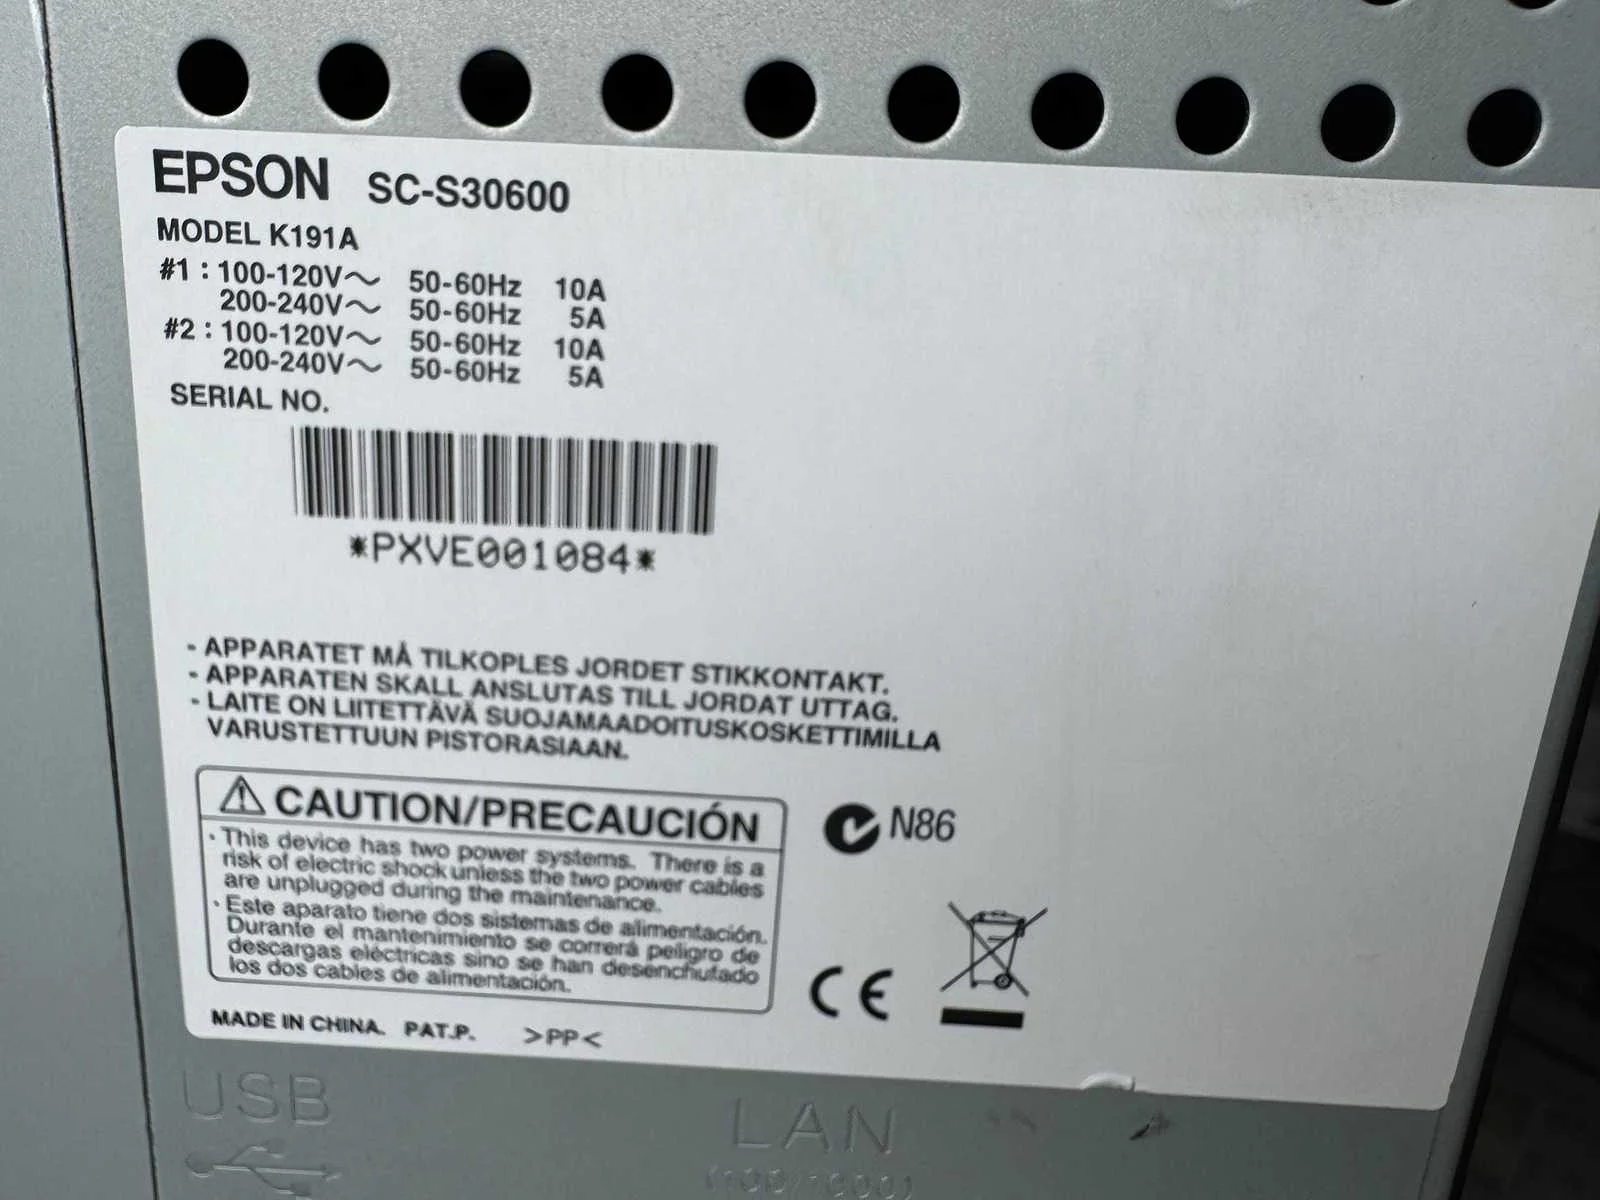 EPSON SC-S30600
MODEL K191A
#1 : 100-120V～ 50-60Hz 10A
200-240V～ 50-60Hz 5A
#2 : 100-120V～ 50-60Hz 10A
200-240V～ 50-60Hz 5A
SERIAL NO.
*PXVE001084*
- APPARATET MÅ TILKOPLES JORDET STIKKONTAKT.
- APPARATEN SKALL ANSLUTAS TILL JORDAT UTTAG.
- LAITE ON LIITETTÄVÄ SUOJAMAADOITUSKOSKETTIMILLA
VARUSTETTUUN PISTORASIAAN.
CAUTION/PRECAUCIÓN
· This device has two power systems. There is a
risk of electric shock unless the two power cables
are unplugged during the maintenance.
· Este aparato tiene dos sistemas de alimentación.
Durante el mantenimiento se correrá peligro de
descargas eléctricas sino se han desenchufado
los dos cables de alimentación.
N86
CE
MADE IN CHINA. PAT.P. >PP<
USB
LAN
(100/1000)